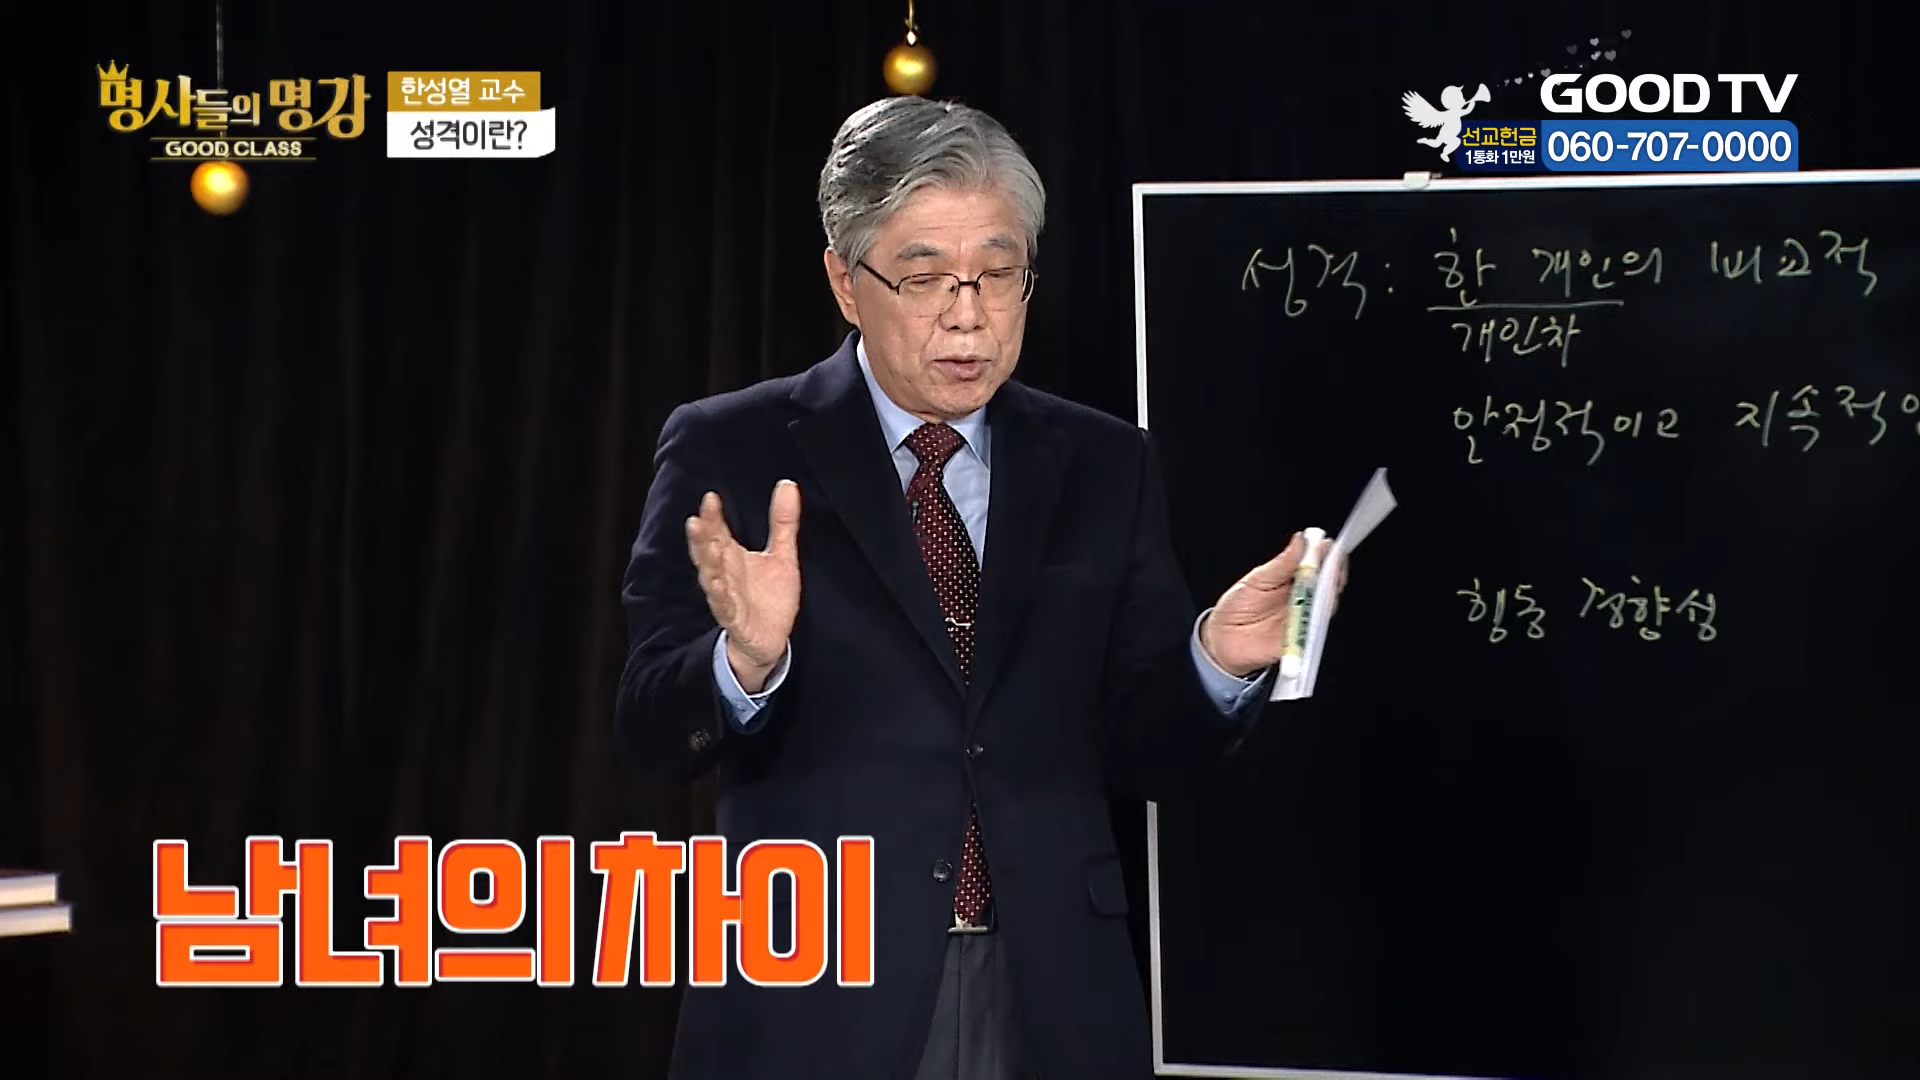 명사들의 명강
GOOD CLASS
한성열 교수
성격이란?
GOOD TV
선교헌금
1통화 1만원
060-707-0000
성격: 한 개인의 비교적
개인차
안정적이고 지속적인
행동 경향성
남녀의 차이